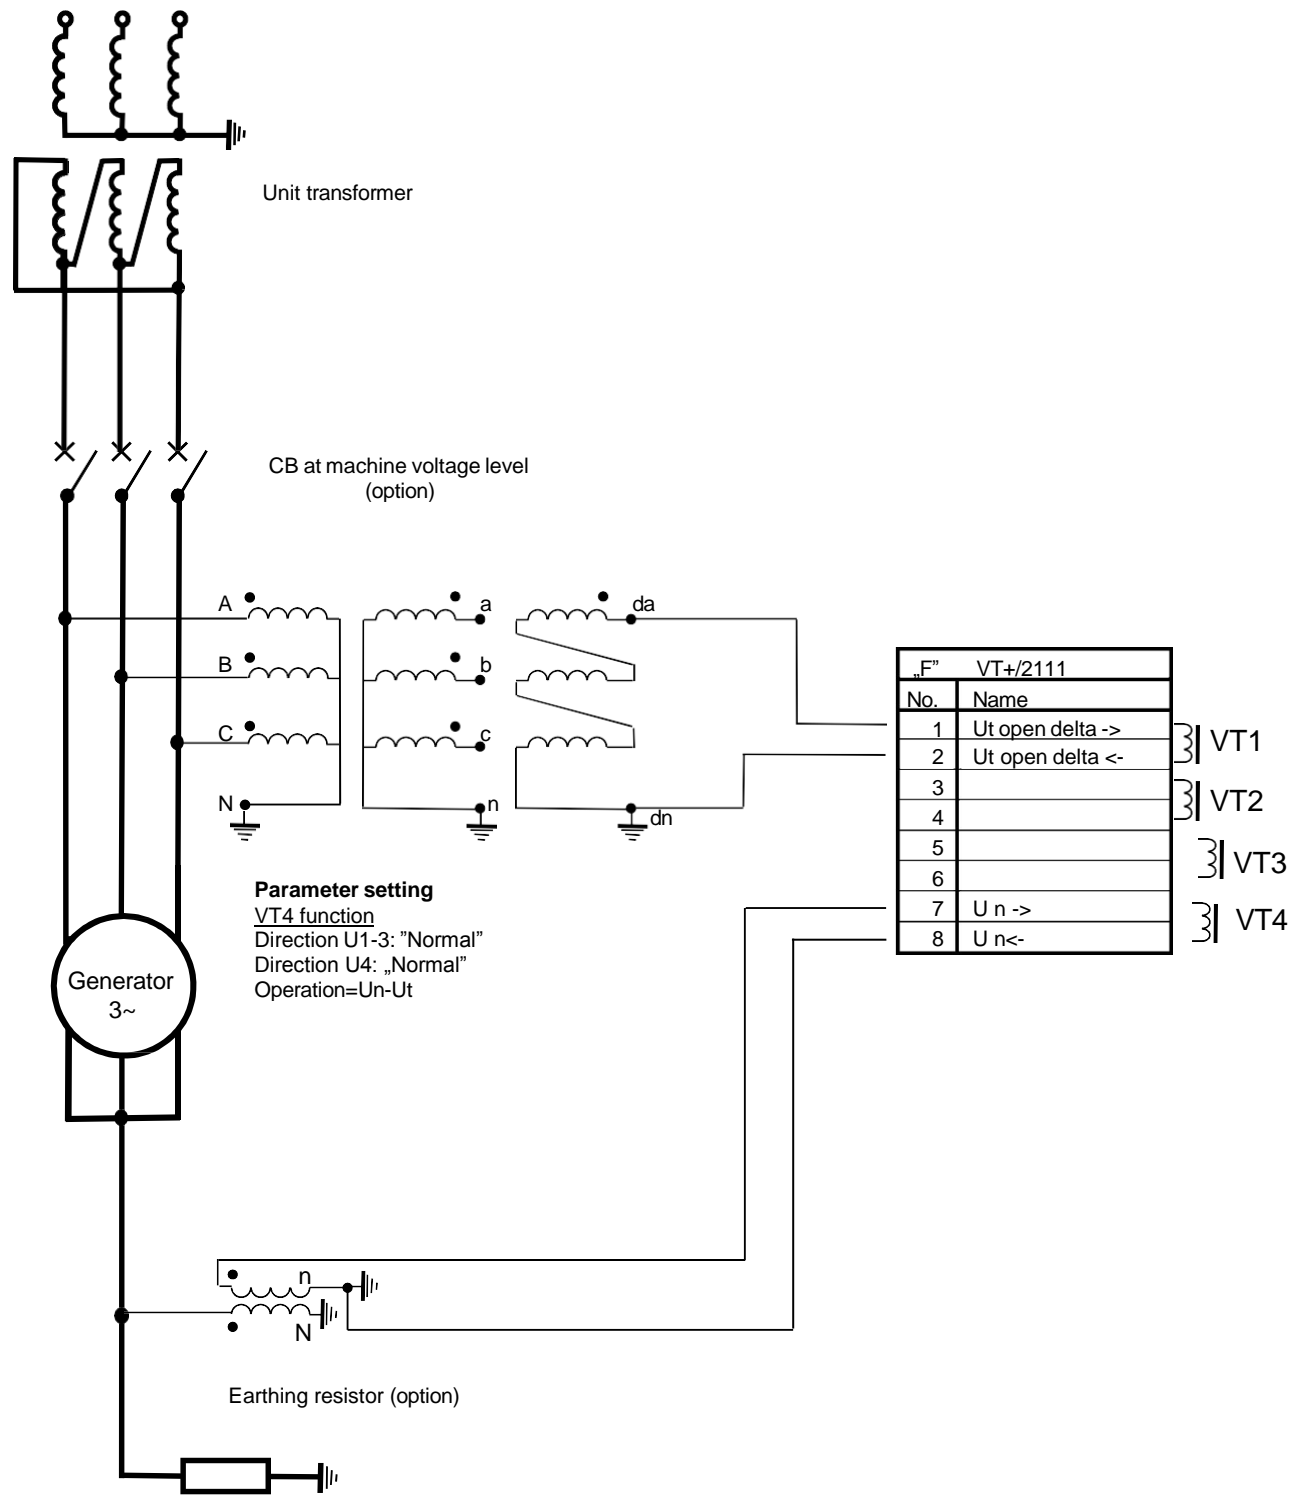 Unit transformer
CB at machine voltage level
(option)
A
a
da
B
b
C
c
N
n
dn
„F” VT+/2111
No. Name
1 Ut open delta ->
2 Ut open delta <-
3
4
5
6
7 U n ->
8 U n<-
VT1
VT2
VT3
VT4
Parameter setting
VT4 function
Direction U1-3: ”Normal”
Direction U4: „Normal”
Operation=Un-Ut
Generator
3~
n
N
Earthing resistor (option)